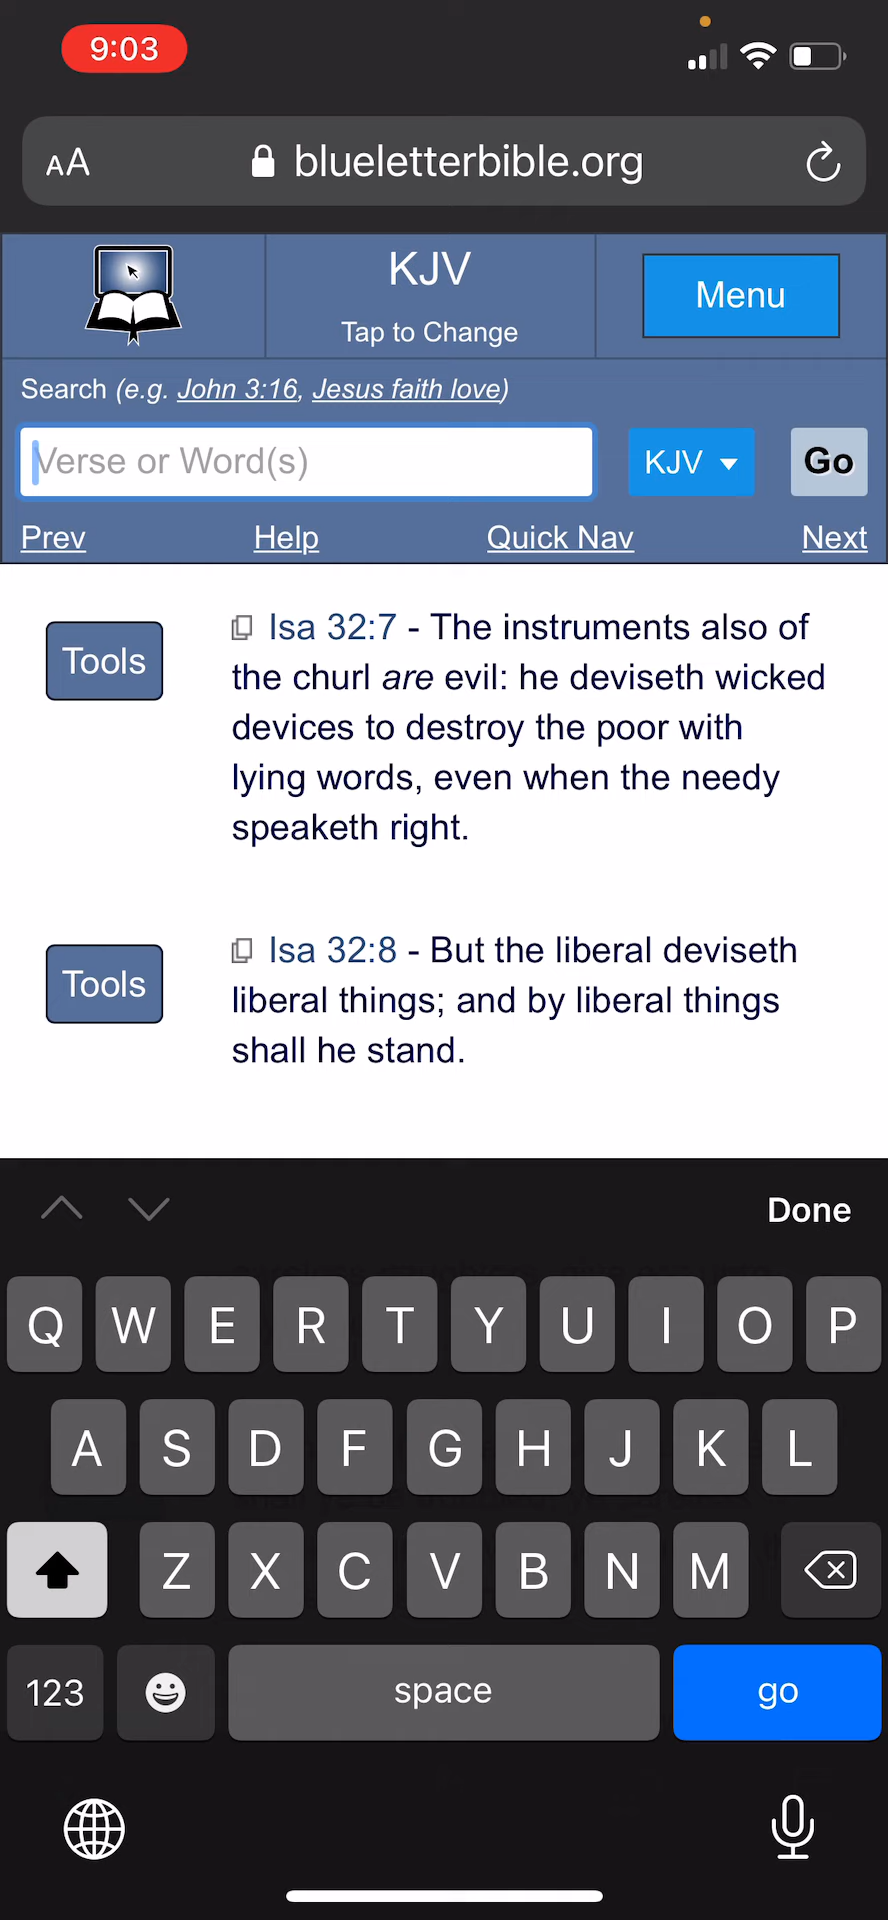 9:03
AA blueletterbible.org
KJV
Tap to Change
Menu
Search (e.g. John 3:16, Jesus faith love)
Verse or Word(s)
KJV
Go
Prev Help Quick Nav Next
Tools
Isa 32:7 - The instruments also of
the churl are evil: he deviseth wicked
devices to destroy the poor with
lying words, even when the needy
speaketh right.
Tools
Isa 32:8 - But the liberal deviseth
liberal things; and by liberal things
shall he stand.
Done
Q W E R T Y U I O P
A S D F G H J K L
Z X C V B N M
123 space go